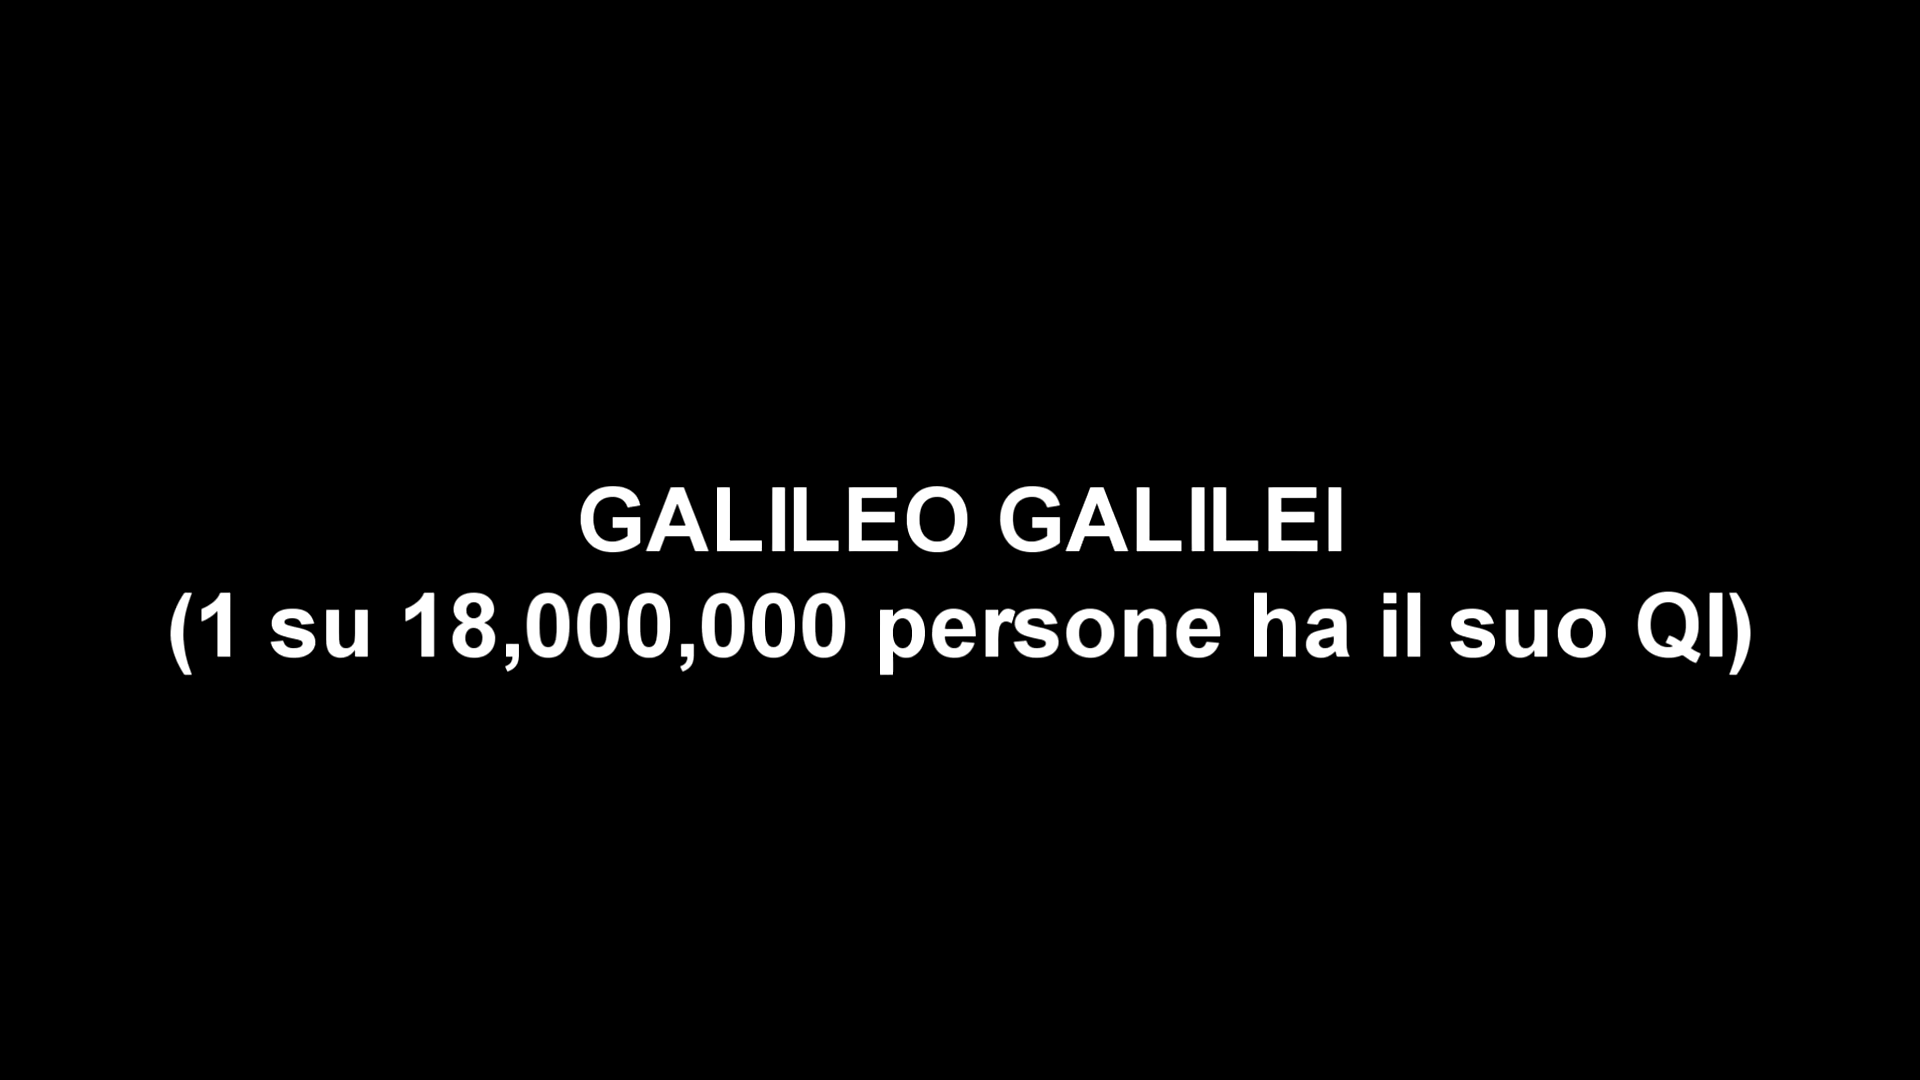 GALILEO GALILEI
(1 su 18,000,000 persone ha il suo QI)